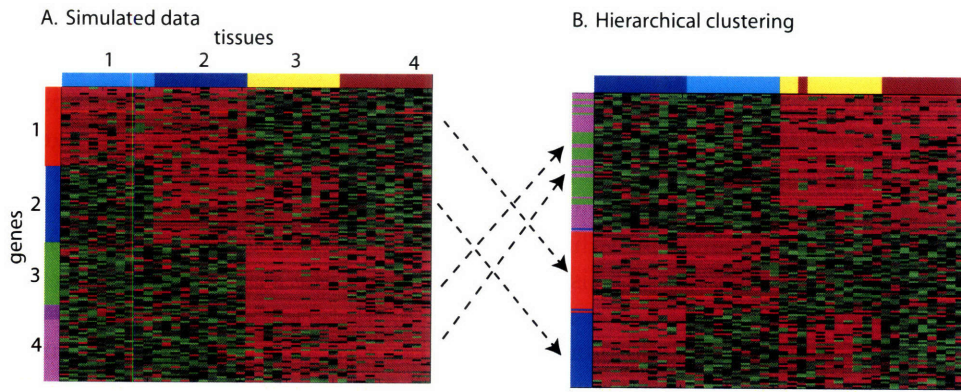 A. Simulated data
tissues
1 2 3 4
genes
1
2
3
4
B. Hierarchical clustering